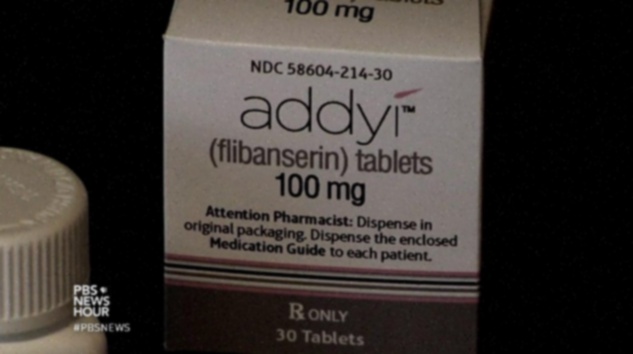 100 mg
NDC 58604-214-30
addyi™
(flibanserin) tablets
100 mg
Attention Pharmacist: Dispense in
original packaging. Dispense the enclosed
Medication Guide to each patient.
℞ ONLY
30 Tablets
PBS
NEWS
HOUR
#PBSNEWS